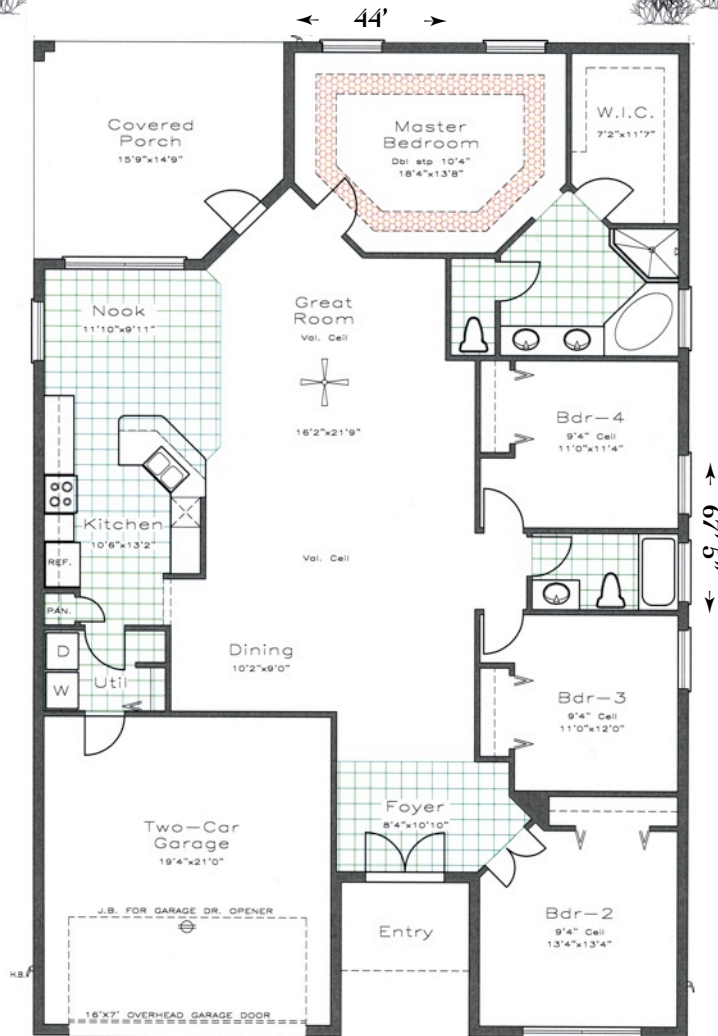 44'
Covered
Porch
15'9"x14'9"
Master
Bedroom
Dbl stp 10'4"
18'4"x13'8"
W.I.C.
7'2"x11'7"
Nook
11'10"x9'11"
Great
Room
Val. Ceil
16'2"x21'9"
Bdr-4
9'4" Ceil
11'0"x11'4"
67'5"
Kitchen
10'6"x13'2"
REF.
Val. Ceil
PAN.
D
W
Util
Dining
10'2"x9'0"
Bdr-3
9'4" Ceil
11'0"x12'0"
Foyer
8'4"x10'10"
Two-Car
Garage
19'4"x21'0"
J.B. FOR GARAGE DR. OPENER
Entry
Bdr-2
9'4" Ceil
13'4"x13'4"
H.B.
16'X7' OVERHEAD GARAGE DOOR